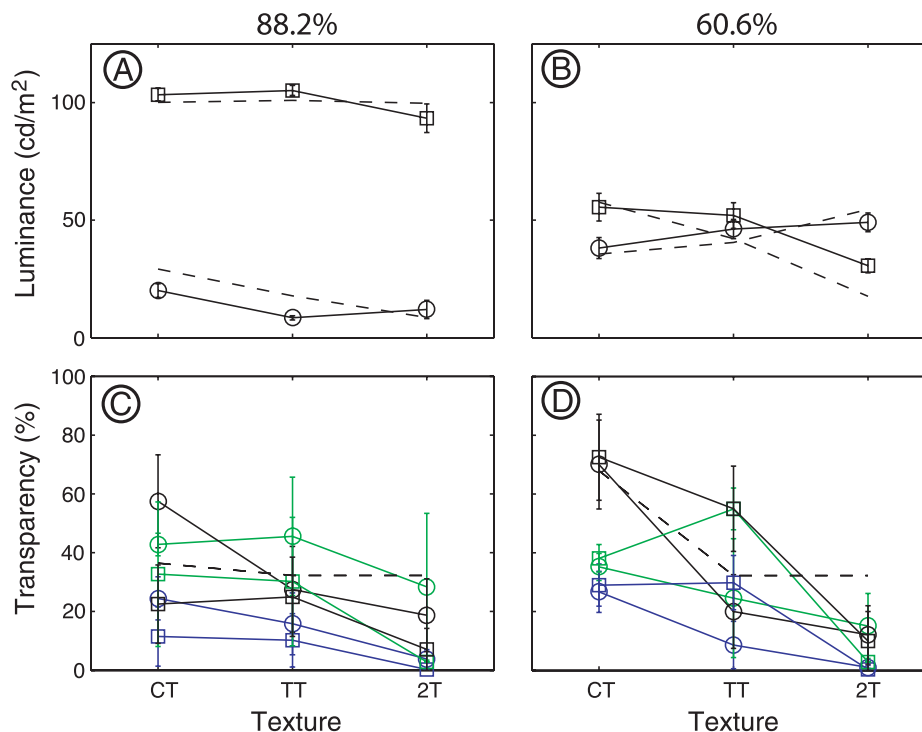 88.2% 60.6%
A B
Luminance (cd/m²)
100
50
0
C D
Transparency (%)
100
80
60
40
20
0
CT TT 2T CT TT 2T
Texture Texture